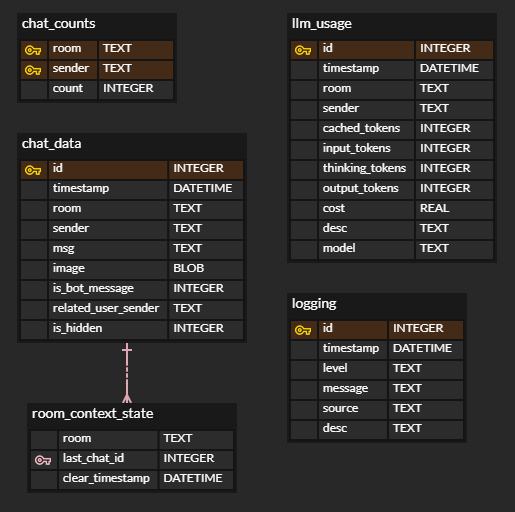 chat_counts
room TEXT
sender TEXT
count INTEGER
chat_data
id INTEGER
timestamp DATETIME
room TEXT
sender TEXT
msg TEXT
image BLOB
is_bot_message INTEGER
related_user_sender TEXT
is_hidden INTEGER
room_context_state
room TEXT
last_chat_id INTEGER
clear_timestamp DATETIME
llm_usage
id INTEGER
timestamp DATETIME
room TEXT
sender TEXT
cached_tokens INTEGER
input_tokens INTEGER
thinking_tokens INTEGER
output_tokens INTEGER
cost REAL
desc TEXT
model TEXT
logging
id INTEGER
timestamp DATETIME
level TEXT
message TEXT
source TEXT
desc TEXT